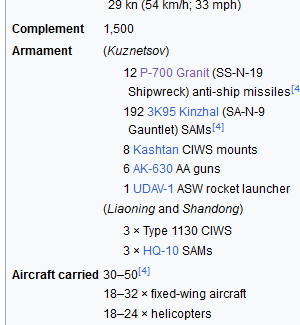 29 kn (54 km/h; 33 mph)
Complement 1,500
Armament (Kuznetsov)
12 P-700 Granit (SS-N-19
Shipwreck) anti-ship missiles[4
192 3K95 Kinzhal (SA-N-9
Gauntlet) SAMs[4]
8 Kashtan CIWS mounts
6 AK-630 AA guns
1 UDAV-1 ASW rocket launcher
(Liaoning and Shandong)
3 × Type 1130 CIWS
3 × HQ-10 SAMs
Aircraft carried 30–50[4]
18–32 × fixed-wing aircraft
18–24 × helicopters